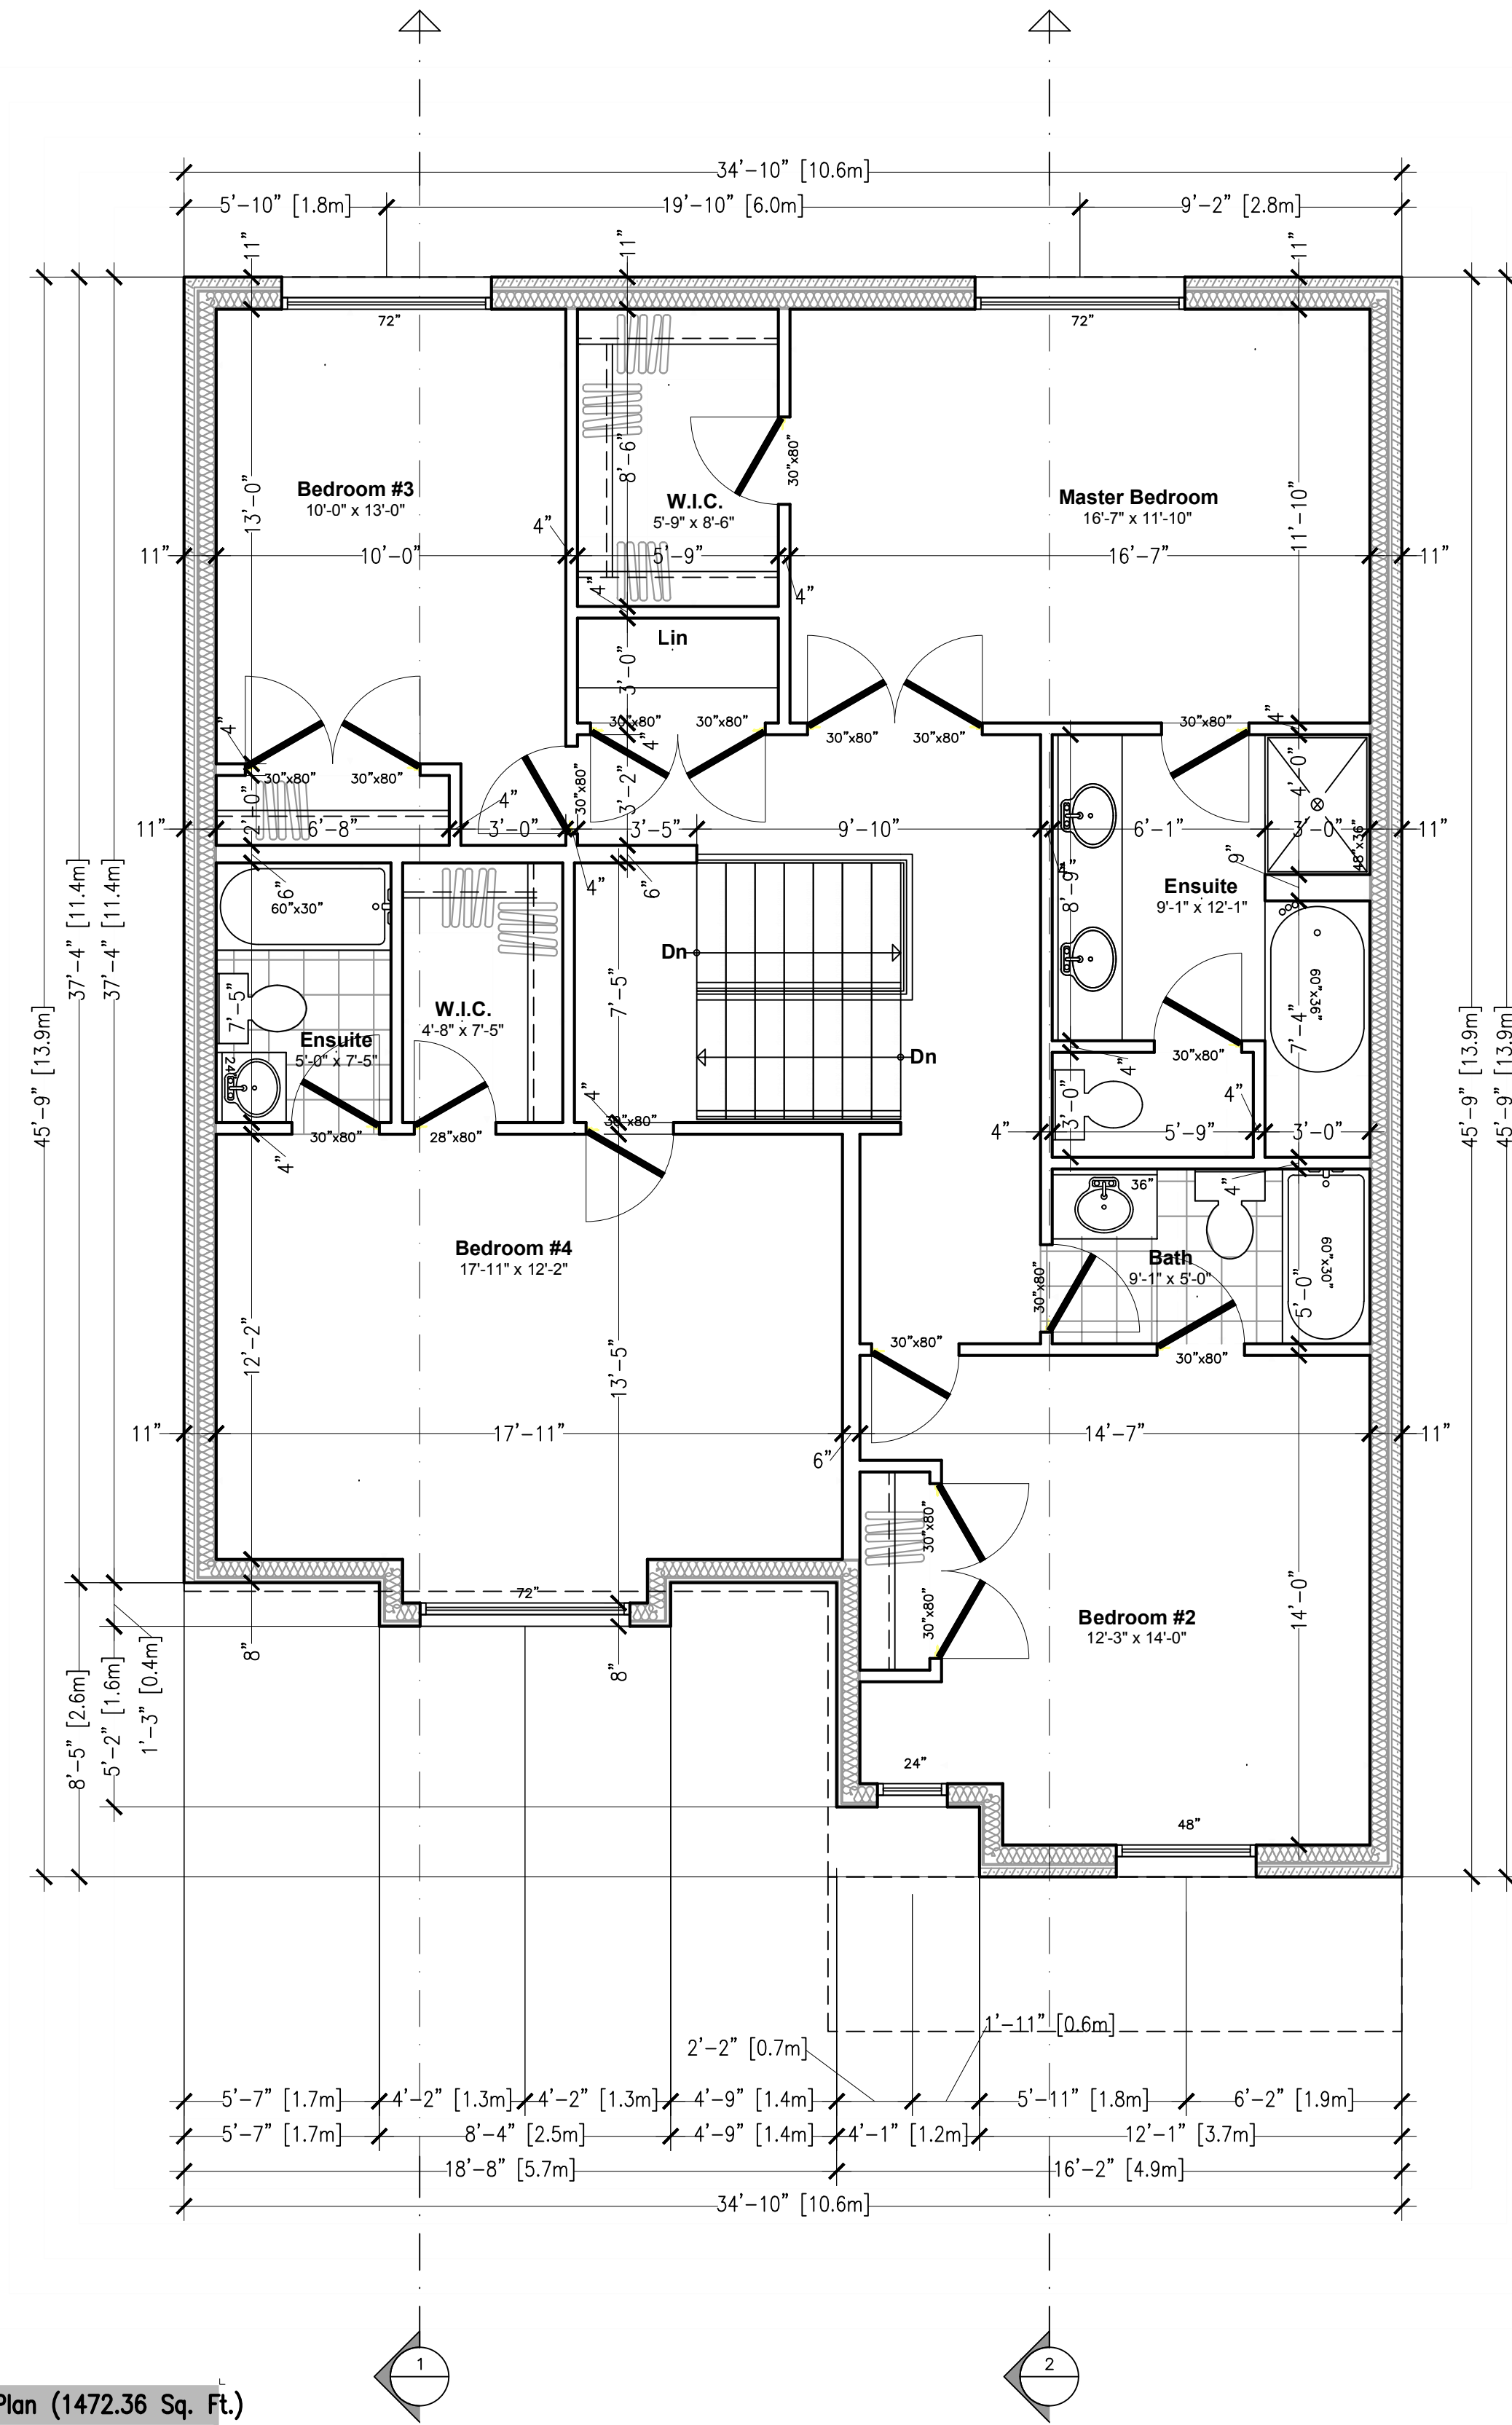 34'-10" [10.6m]
5'-10" [1.8m]
19'-10" [6.0m]
9'-2" [2.8m]
11"
11"
11"
72"
72"
Bedroom #3
10'-0" x 13'-0"
13'-0"
W.I.C.
5'-9" x 8'-6"
8'-6"
30"x80"
Master Bedroom
16'-7" x 11'-10"
11'-10"
11"
10'-0"
4"
5'-9"
4"
4"
16'-7"
11"
Lin
3'-0"
30"x80"
30"x80"
30"x80"
30"x80"
30"x80"
4"
4"
4"
30"x80"
30"x80"
30"x80"
2'-0"
3'-2"
4'-0"
4"
11"
6'-8"
3'-0"
3'-5"
9'-10"
6'-1"
3'-0"
11"
48"x36"
9"
4"
6"
6"
60"x30"
8'-9"
Ensuite
9'-1" x 12'-1"
Dn
7'-5"
7'-5"
W.I.C.
4'-8" x 7'-5"
Ensuite
5'-0" x 7'-5"
24"
60"x36"
7'-4"
Dn
30"x80"
4"
4"
4"
30"x80"
28"x80"
30"x80"
4"
3'-0"
4"
5'-9"
3'-0"
36"
4"
Bath
9'-1" x 5'-0"
60"x30"
5'-0"
30"x80"
30"x80"
30"x80"
Bedroom #4
17'-11" x 12'-2"
12'-2"
13'-5"
11"
17'-11"
6"
14'-7"
11"
30"x80"
30"x80"
Bedroom #2
12'-3" x 14'-0"
14'-0"
72"
8"
8"
24"
48"
45'-9" [13.9m]
37'-4" [11.4m]
37'-4" [11.4m]
8'-5" [2.6m]
5'-2" [1.6m]
1'-3" [0.4m]
45'-9" [13.9m]
45'-9" [13.9m]
2'-2" [0.7m]
1'-11" [0.6m]
5'-7" [1.7m]
4'-2" [1.3m]
4'-2" [1.3m]
4'-9" [1.4m]
5'-11" [1.8m]
6'-2" [1.9m]
5'-7" [1.7m]
8'-4" [2.5m]
4'-9" [1.4m]
4'-1" [1.2m]
12'-1" [3.7m]
18'-8" [5.7m]
16'-2" [4.9m]
34'-10" [10.6m]
1
2
Plan (1472.36 Sq. Ft.)